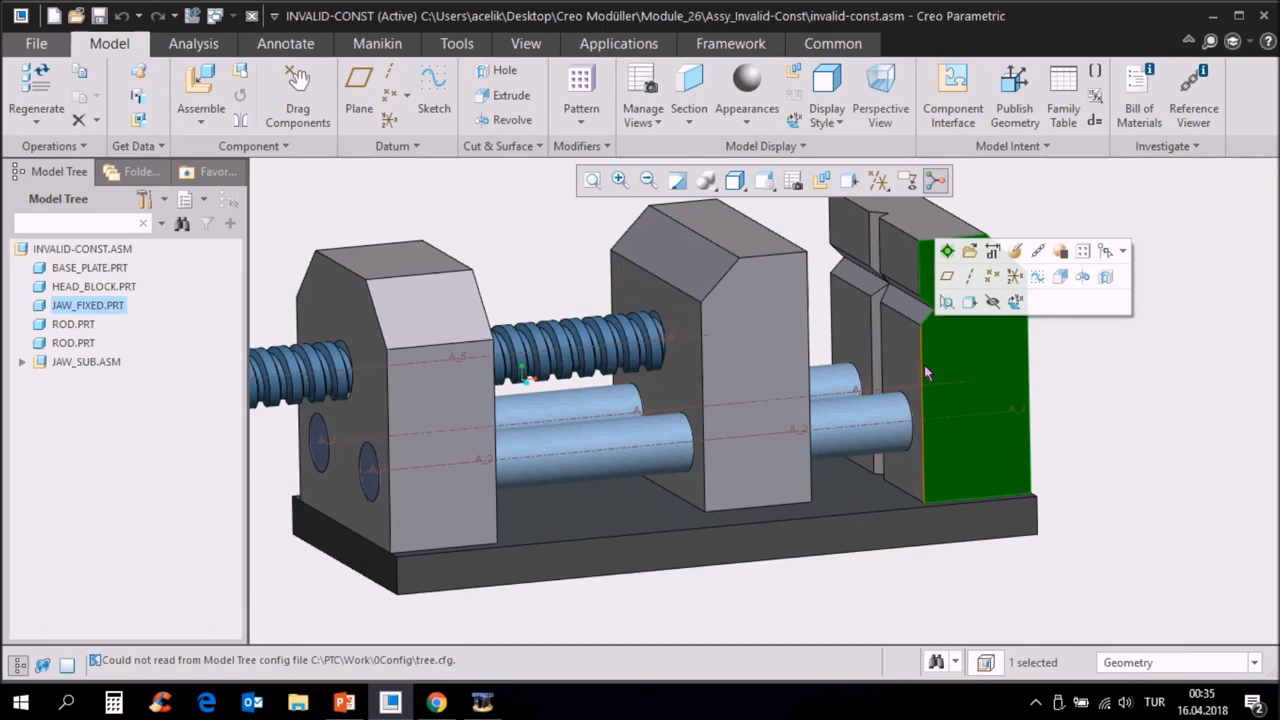 INVALID-CONST (Active) C:\Users\acelik\Desktop\Creo Modüller\Module_26\Assy_Invalid-Const\invalid-const.asm - Creo Parametric
File Model Analysis Annotate Manikin Tools View Applications Framework Common
Regenerate
Operations
Get Data
Assemble
Drag
Components
Component
Plane
Sketch
Datum
Hole
Extrude
Revolve
Cut & Surface
Pattern
Modifiers
Manage
Views
Section
Appearances
Display
Style
Perspective
View
Model Display
Component
Interface
Publish
Geometry
Family
Table
d=
Model Intent
Bill of
Materials
Reference
Viewer
Investigate
Model Tree Folde... Favor...
Model Tree
INVALID-CONST.ASM
BASE_PLATE.PRT
HEAD_BLOCK.PRT
JAW_FIXED.PRT
ROD.PRT
ROD.PRT
JAW_SUB.ASM
A_5
A_2
A_2
A_2
Could not read from Model Tree config file C:\PTC\Work\0Config\tree.cfg.
1 selected
Geometry
TUR
00:35
16.04.2018
2